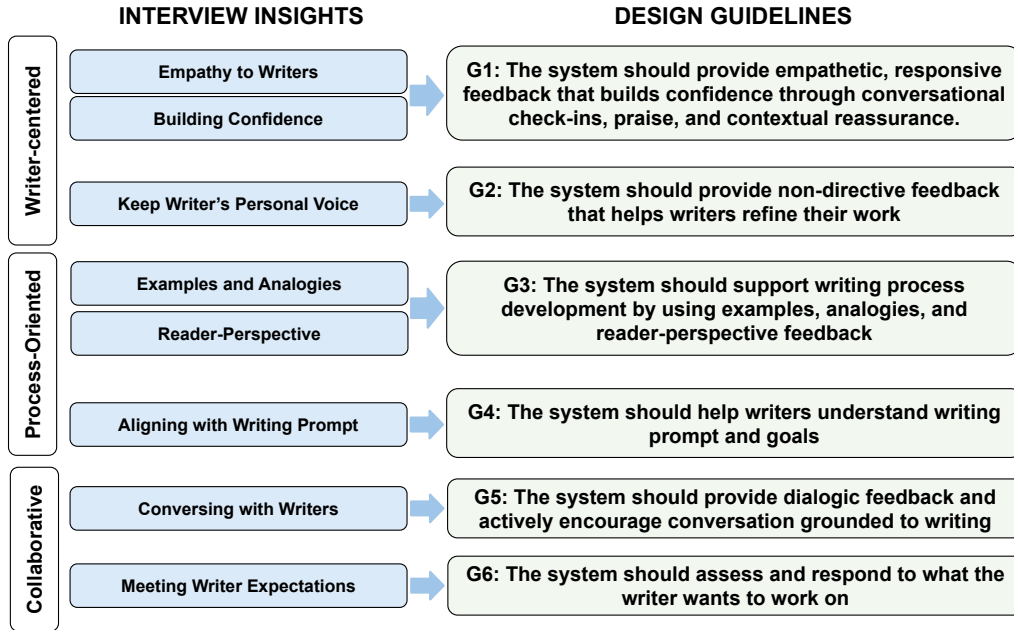 INTERVIEW INSIGHTS
DESIGN GUIDELINES
Writer-centered
Empathy to Writers
Building Confidence
G1: The system should provide empathetic, responsive
feedback that builds confidence through conversational
check-ins, praise, and contextual reassurance.
Keep Writer's Personal Voice
G2: The system should provide non-directive feedback
that helps writers refine their work
Process-Oriented
Examples and Analogies
Reader-Perspective
G3: The system should support writing process
development by using examples, analogies, and
reader-perspective feedback
Aligning with Writing Prompt
G4: The system should help writers understand writing
prompt and goals
Collaborative
Conversing with Writers
G5: The system should provide dialogic feedback and
actively encourage conversation grounded to writing
Meeting Writer Expectations
G6: The system should assess and respond to what the
writer wants to work on